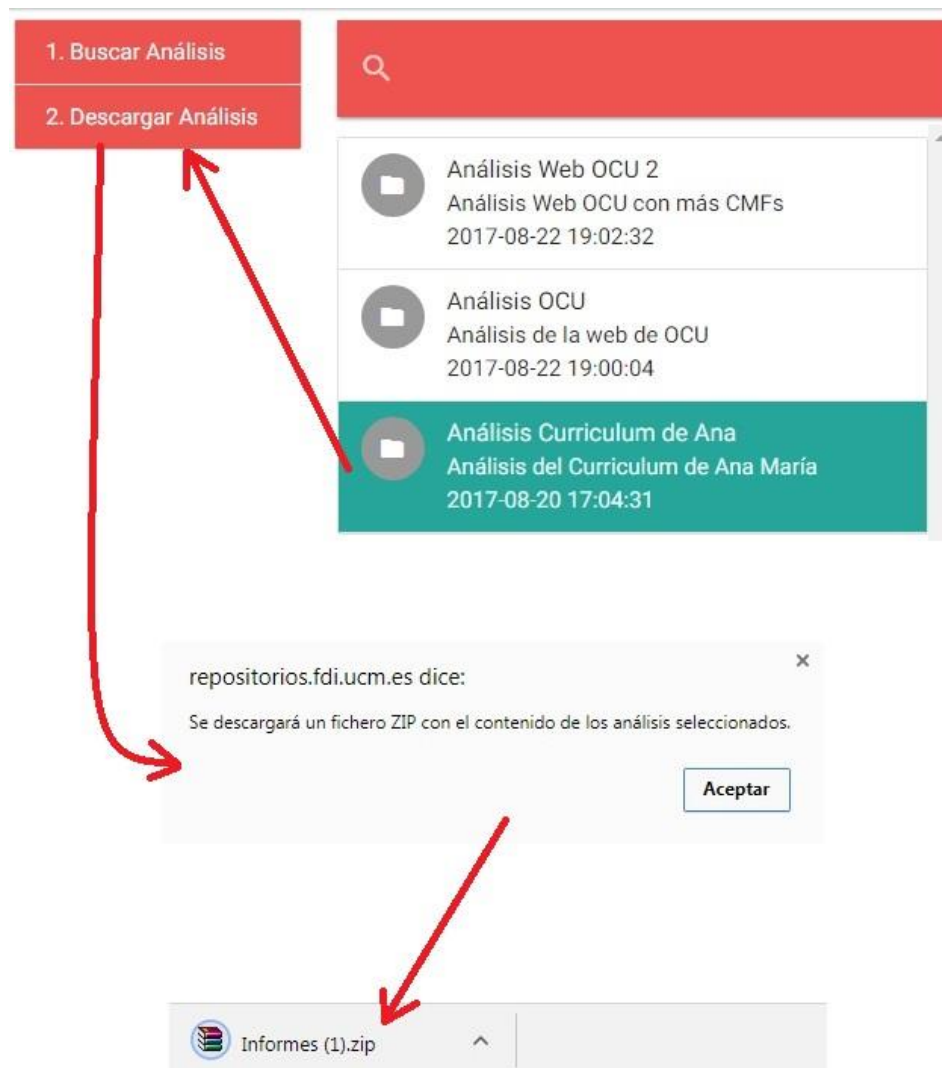 1. Buscar Análisis
2. Descargar Análisis
Análisis Web OCU 2
Análisis Web OCU con más CMFs
2017-08-22 19:02:32
Análisis OCU
Análisis de la web de OCU
2017-08-22 19:00:04
Análisis Curriculum de Ana
Análisis del Curriculum de Ana María
2017-08-20 17:04:31
repositorios.fdi.ucm.es dice:
Se descargará un fichero ZIP con el contenido de los análisis seleccionados.
Aceptar
Informes (1).zip